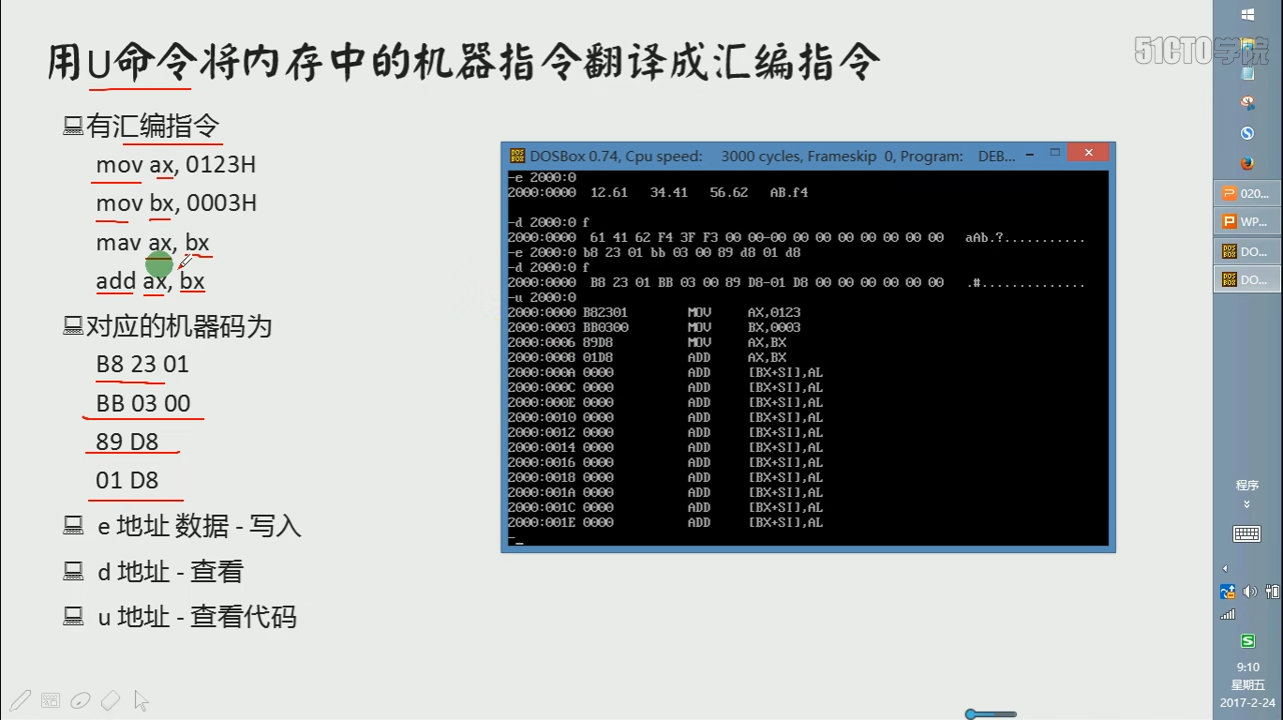 用U命令将内存中的机器指令翻译成汇编指令
51CTO学院
有汇编指令
mov ax, 0123H
mov bx, 0003H
mav ax, bx
add ax, bx
对应的机器码为
B8 23 01
BB 03 00
89 D8
01 D8
e 地址 数据 - 写入
d 地址 - 查看
u 地址 - 查看代码
DOSBox 0.74, Cpu speed: 3000 cycles, Frameskip 0, Program: DEB...
-e 2000:0
2000:0000 12.61 34.41 56.62 AB.f4
-d 2000:0 f
2000:0000 61 41 62 F4 3F F3 00 00-00 00 00 00 00 00 00 00 aAb.?...........
-e 2000:0 b8 23 01 bb 03 00 89 d8 01 d8
-d 2000:0 f
2000:0000 B8 23 01 BB 03 00 89 D8-01 D8 00 00 00 00 00 00 .#..............
-u 2000:0
2000:0000 B82301 MOV AX,0123
2000:0003 BB0300 MOV BX,0003
2000:0006 89D8 MOV AX,BX
2000:0008 01D8 ADD AX,BX
2000:000A 0000 ADD [BX+SI],AL
2000:000C 0000 ADD [BX+SI],AL
2000:000E 0000 ADD [BX+SI],AL
2000:0010 0000 ADD [BX+SI],AL
2000:0012 0000 ADD [BX+SI],AL
2000:0014 0000 ADD [BX+SI],AL
2000:0016 0000 ADD [BX+SI],AL
2000:0018 0000 ADD [BX+SI],AL
2000:001A 0000 ADD [BX+SI],AL
2000:001C 0000 ADD [BX+SI],AL
2000:001E 0000 ADD [BX+SI],AL
-_
020...
WP...
DO...
DO...
程序
9:10
星期五
2017-2-24